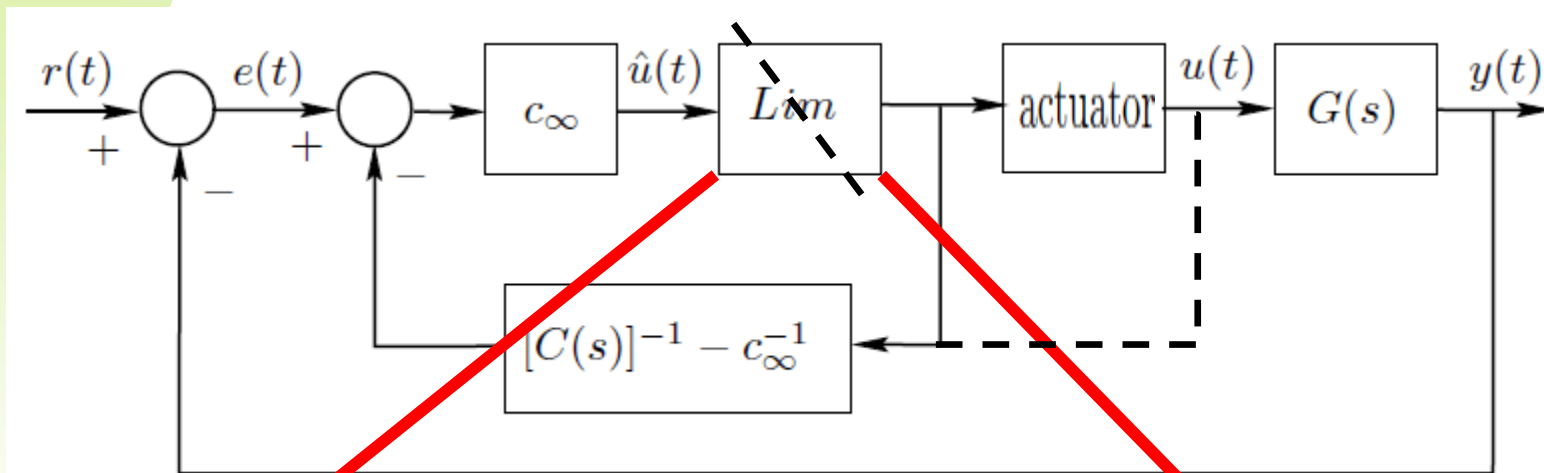 r(t) e(t) û(t) u(t) y(t)
c∞ Lim actuator G(s)
+ + − −
[C(s)]⁻¹ − c∞⁻¹